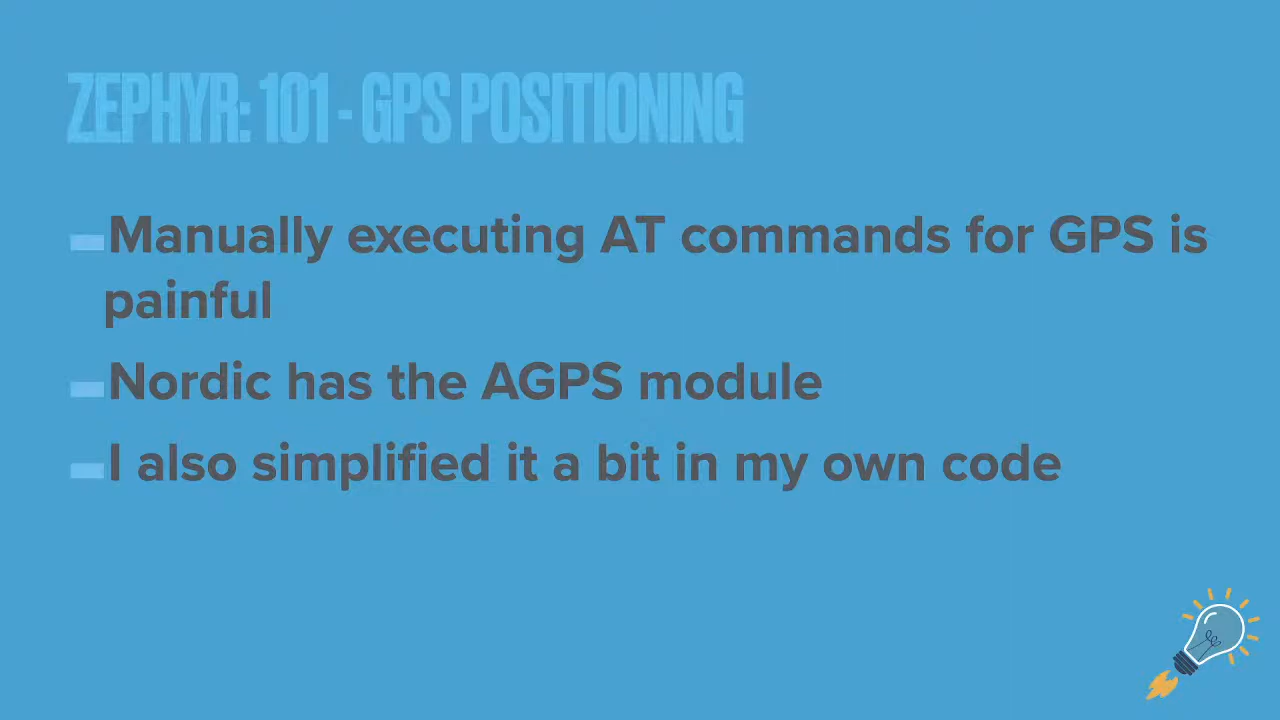 ZEPHYR: 101 - GPS POSITIONING
Manually executing AT commands for GPS is
painful
Nordic has the AGPS module
I also simplified it a bit in my own code